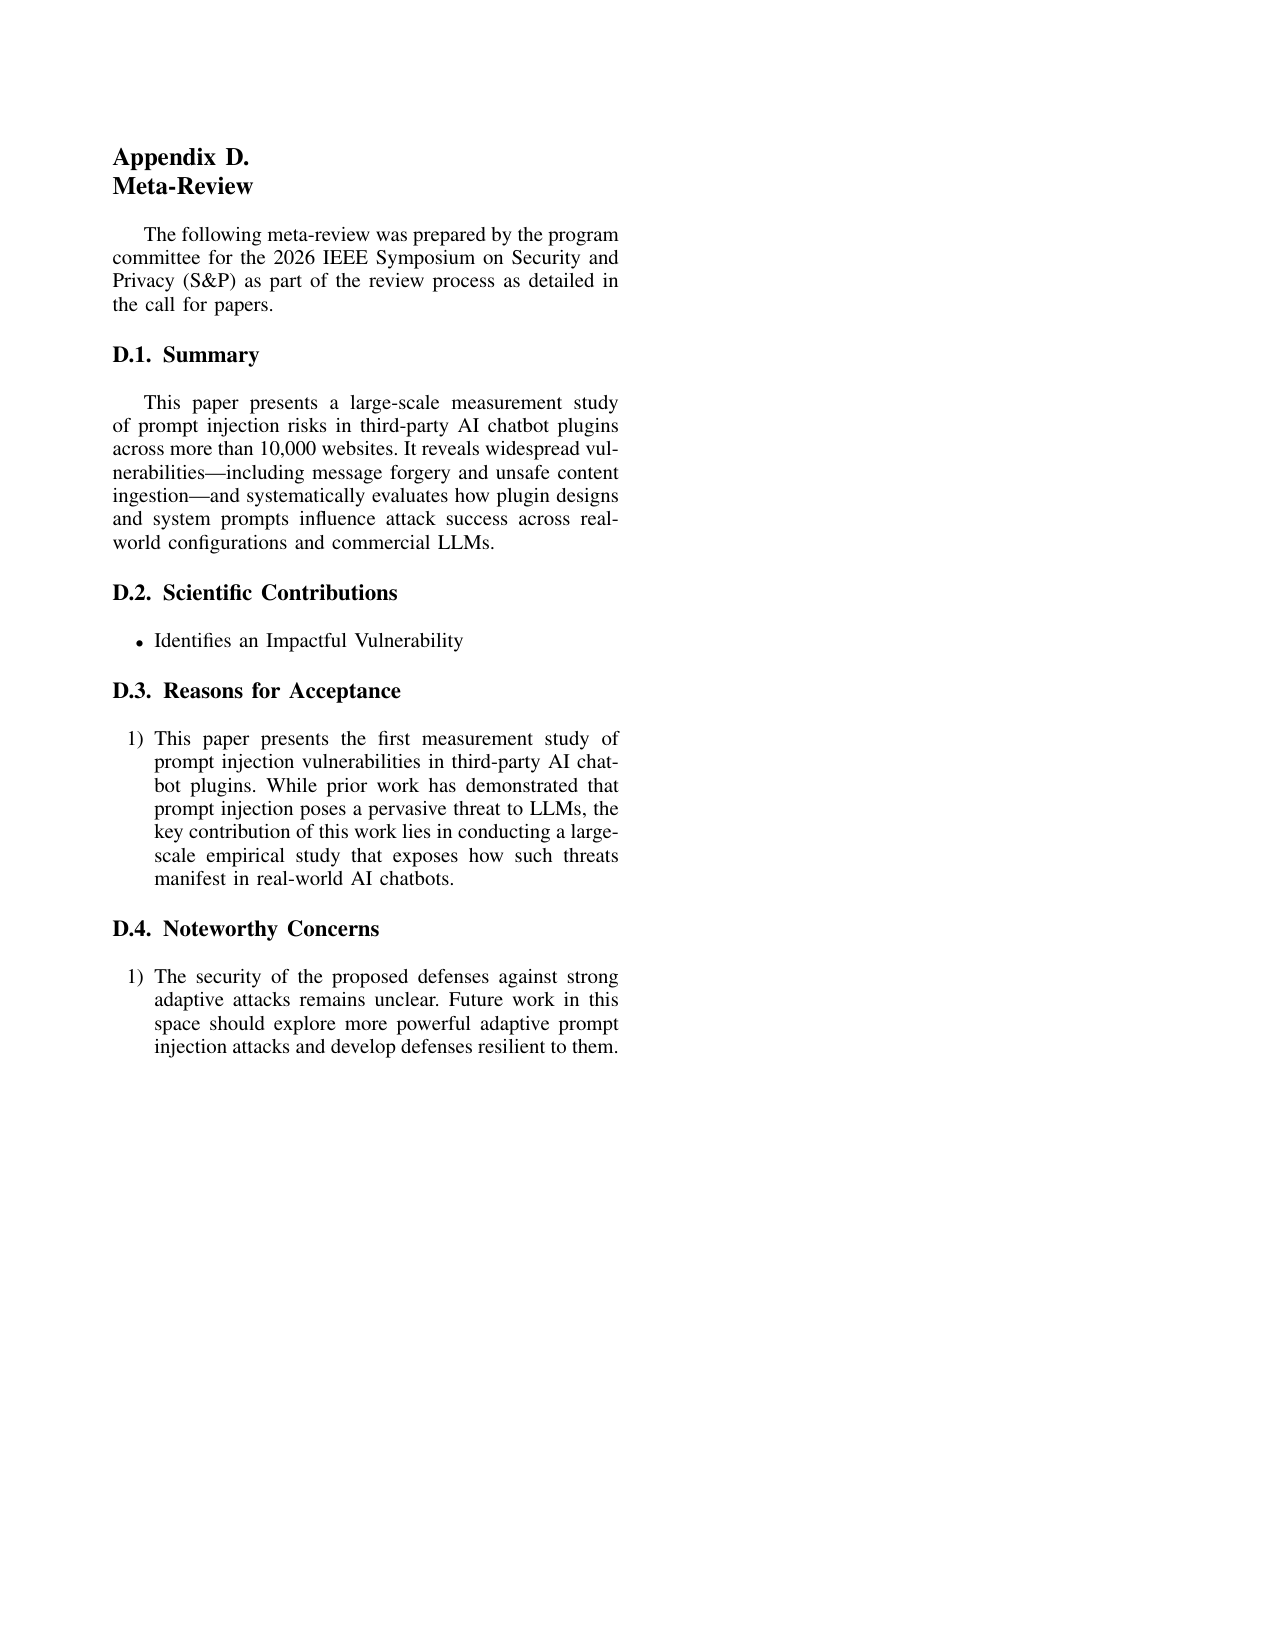 Appendix D.
Meta-Review
The following meta-review was prepared by the program
committee for the 2026 IEEE Symposium on Security and
Privacy (S&P) as part of the review process as detailed in
the call for papers.
D.1. Summary
This paper presents a large-scale measurement study
of prompt injection risks in third-party AI chatbot plugins
across more than 10,000 websites. It reveals widespread vul-
nerabilities—including message forgery and unsafe content
ingestion—and systematically evaluates how plugin designs
and system prompts influence attack success across real-
world configurations and commercial LLMs.
D.2. Scientific Contributions
• Identifies an Impactful Vulnerability
D.3. Reasons for Acceptance
1) This paper presents the first measurement study of
prompt injection vulnerabilities in third-party AI chat-
bot plugins. While prior work has demonstrated that
prompt injection poses a pervasive threat to LLMs, the
key contribution of this work lies in conducting a large-
scale empirical study that exposes how such threats
manifest in real-world AI chatbots.
D.4. Noteworthy Concerns
1) The security of the proposed defenses against strong
adaptive attacks remains unclear. Future work in this
space should explore more powerful adaptive prompt
injection attacks and develop defenses resilient to them.